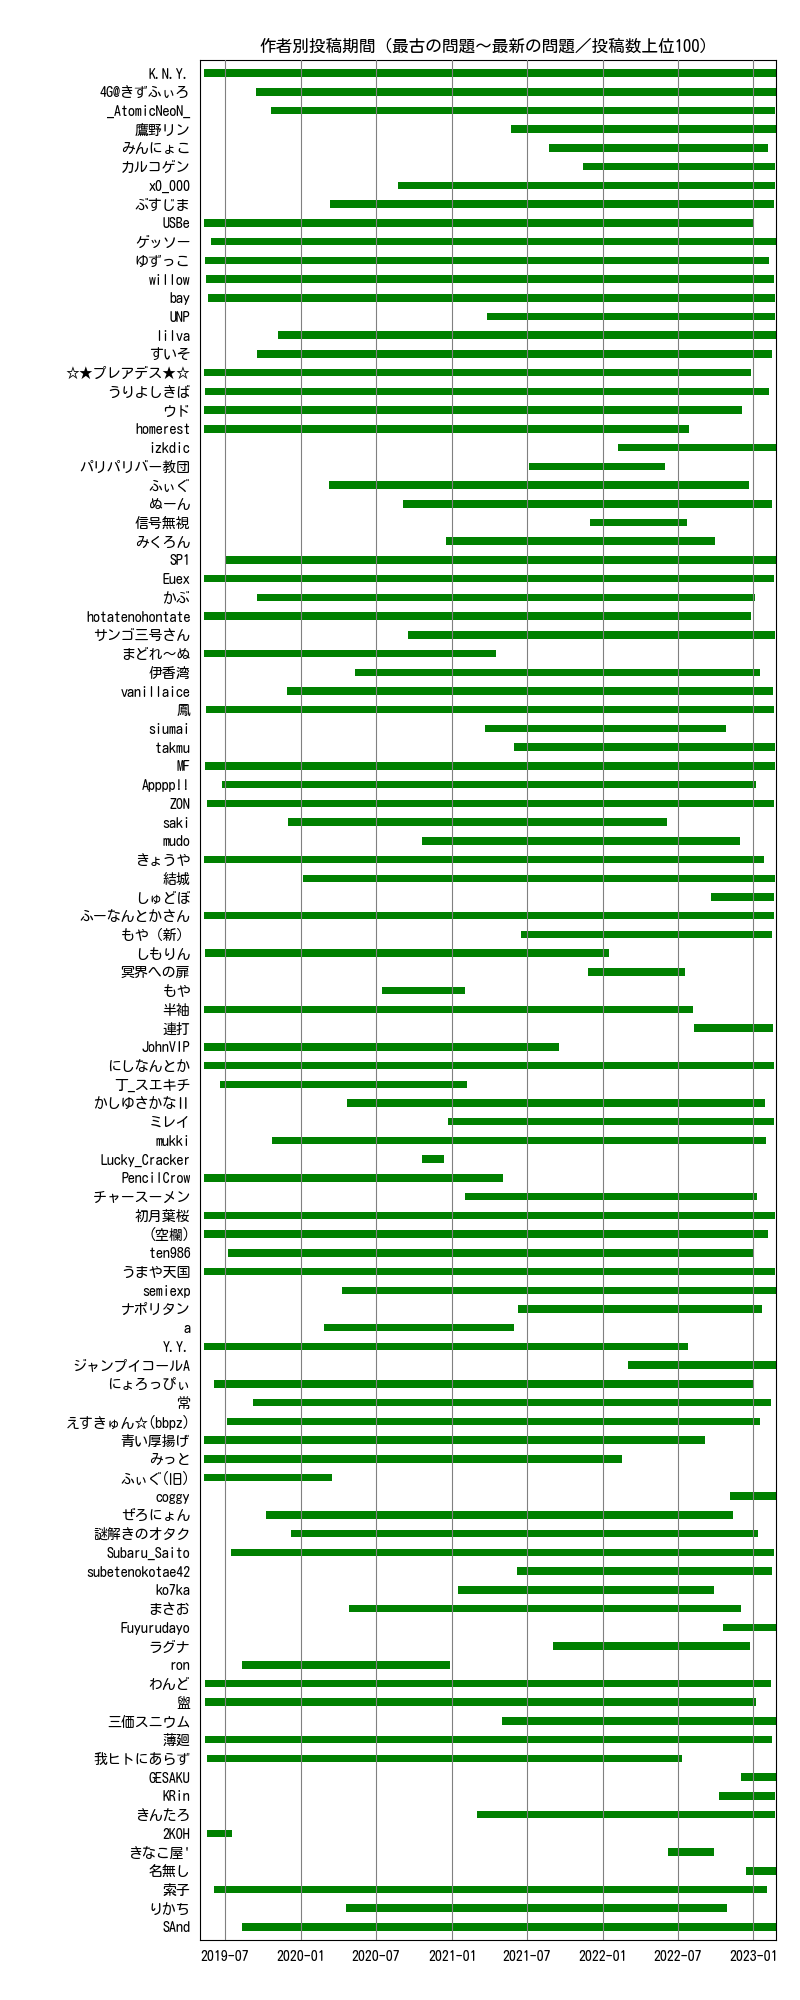 作者別投稿期間（最古の問題～最新の問題／投稿数上位100）
K.N.Y.
4G@きずふぃろ
_AtomicNeoN_
鷹野リン
みんにょこ
カルコゲン
x0_000
ぷすじま
USBe
ゲッソー
ゆずっこ
willow
bay
UNP
lilva
すいそ
☆★プレアデス★☆
うりよしきば
ウド
homerest
izkdic
パリパリバー教団
ふぃぐ
ぬーん
信号無視
みくろん
SP1
Euex
かぶ
hotatenohontate
サンゴ三号さん
まどれ～ぬ
伊香湾
vanillaice
鳳
siumai
takmu
MF
AppppII
ZON
saki
mudo
きょうや
結城
しゅどぼ
ふーなんとかさん
もや（新）
しもりん
冥界への扉
もや
半袖
連打
JohnVIP
にしなんとか
丁_スエキチ
かしゆさかなⅡ
ミレイ
mukki
Lucky_Cracker
PencilCrow
チャースーメン
初月葉桜
(空欄)
ten986
うまや天国
semiexp
ナポリタン
a
Y.Y.
ジャンプイコールA
にょろっぴぃ
常
えすきゅん☆(bbpz)
青い厚揚げ
みっと
ふぃぐ(旧)
coggy
ぜろにょん
謎解きのオタク
Subaru_Saito
subetenokotae42
ko7ka
まさお
Fuyurudayo
ラグナ
ron
わんど
三価スニウム
薄廻
我ヒトにあらず
GESAKU
KRin
きんたろ
2KOH
きなこ屋'
名無し
索子
りかち
SAnd
2019-07 2020-01 2020-07 2021-01 2021-07 2022-01 2022-07 2023-01